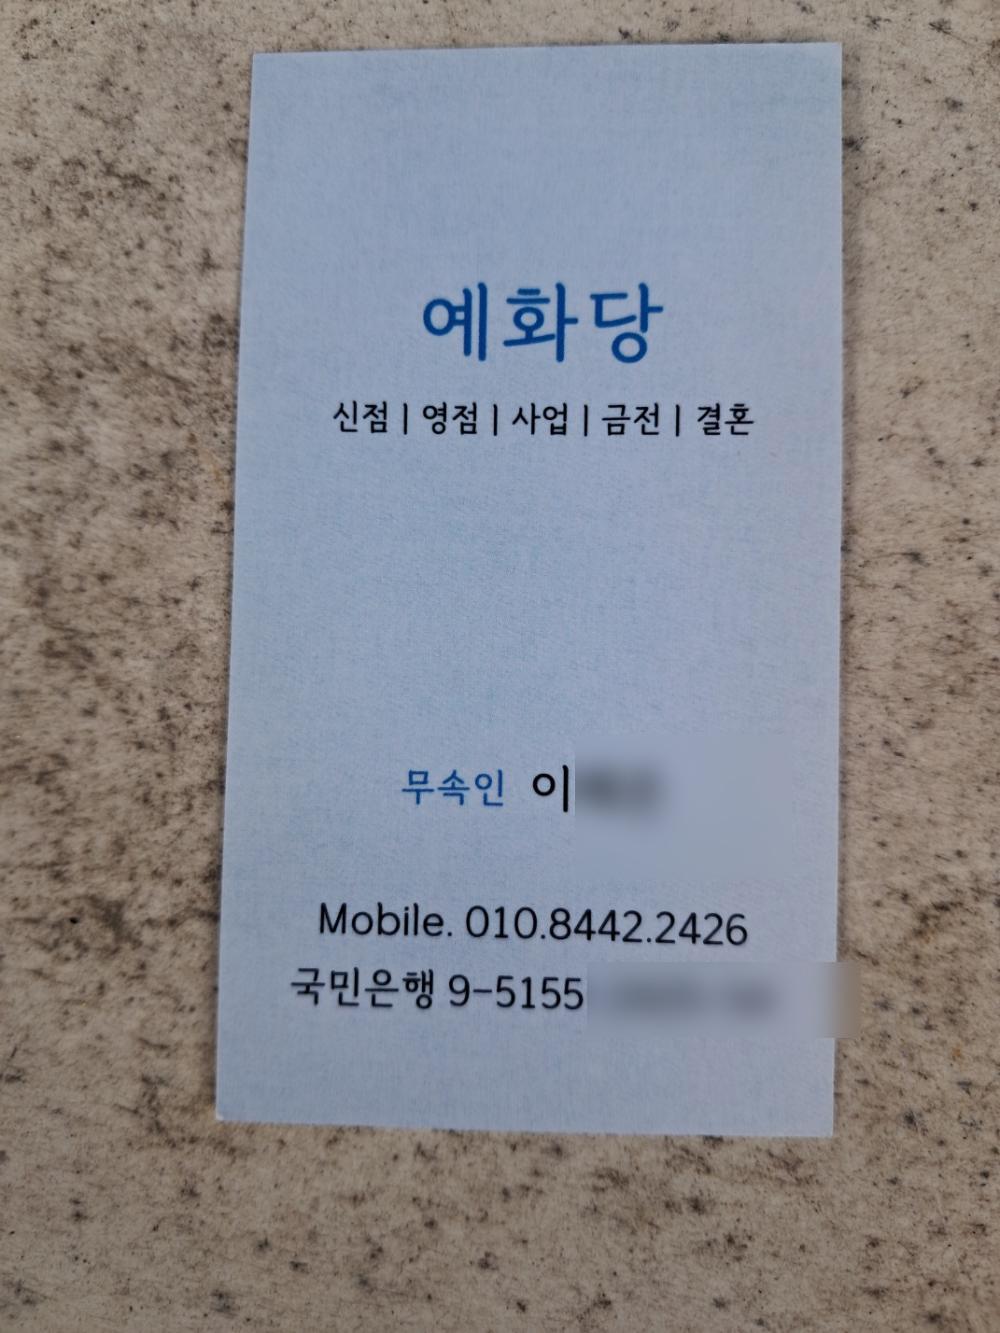 예화당
신점 | 영점 | 사업 | 금전 | 결혼
무속인 이
Mobile. 010.8442.2426
국민은행 9-5155